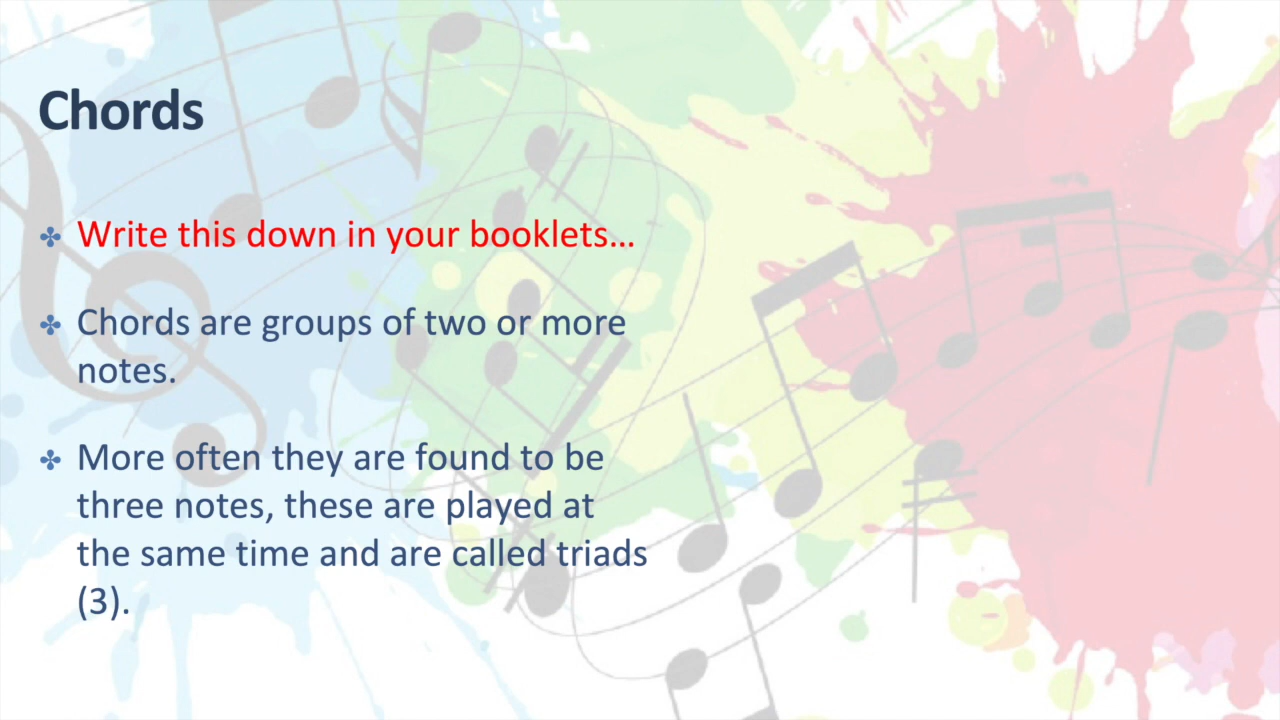 Chords
Write this down in your booklets…
Chords are groups of two or more
notes.
More often they are found to be
three notes, these are played at
the same time and are called triads
(3).